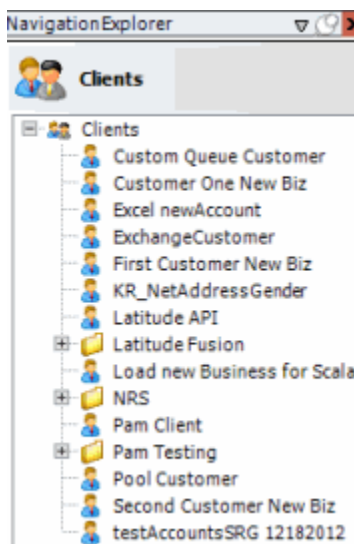 NavigationExplorer
Clients
Clients
Custom Queue Customer
Customer One New Biz
Excel newAccount
ExchangeCustomer
First Customer New Biz
KR_NetAddressGender
Latitude API
Latitude Fusion
Load new Business for Scala
NRS
Pam Client
Pam Testing
Pool Customer
Second Customer New Biz
testAccountsSRG 12182012